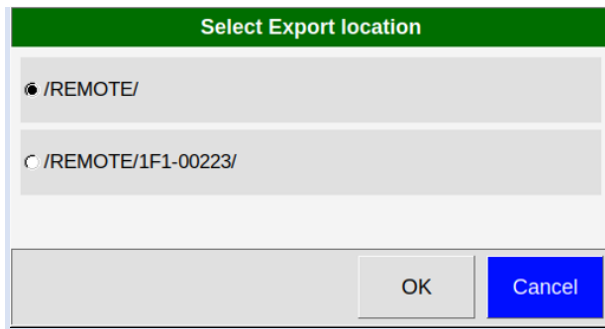 Select Export location
/REMOTE/
/REMOTE/1F1-00223/
OK Cancel